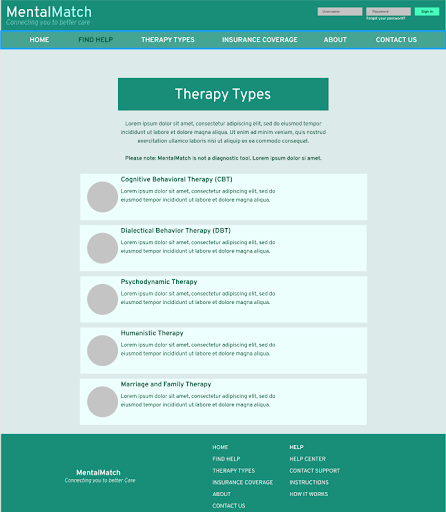 MentalMatch
Connecting you to better care
Username
Password
Sign in
Forgot your password?
HOME
FIND HELP
THERAPY TYPES
INSURANCE COVERAGE
ABOUT
CONTACT US
Therapy Types
Lorem ipsum dolor sit amet, consectetur adipiscing elit, sed do eiusmod tempor
incididunt ut labore et dolore magna aliqua. Ut enim ad minim veniam, quis nostrud
exercitation ullamco laboris nisi ut aliquip ex ea commodo consequat.
Please note: MentalMatch is not a diagnostic tool. Lorem ipsum dolor si amet.
Cognitive Behavioral Therapy (CBT)
Lorem ipsum dolor sit amet, consectetur adipiscing elit, sed do
eiusmod tempor incididunt ut labore et dolore magna aliqua.
Dialectical Behavior Therapy (DBT)
Lorem ipsum dolor sit amet, consectetur adipiscing elit, sed do
eiusmod tempor incididunt ut labore et dolore magna aliqua.
Psychodynamic Therapy
Lorem ipsum dolor sit amet, consectetur adipiscing elit, sed do
eiusmod tempor incididunt ut labore et dolore magna aliqua.
Humanistic Therapy
Lorem ipsum dolor sit amet, consectetur adipiscing elit, sed do
eiusmod tempor incididunt ut labore et dolore magna aliqua.
Marriage and Family Therapy
Lorem ipsum dolor sit amet, consectetur adipiscing elit, sed do
eiusmod tempor incididunt ut labore et dolore magna aliqua.
MentalMatch
Connecting you to better Care
HOME
FIND HELP
THERAPY TYPES
INSURANCE COVERAGE
ABOUT
CONTACT US
HELP
HELP CENTER
CONTACT SUPPORT
INSTRUCTIONS
HOW IT WORKS